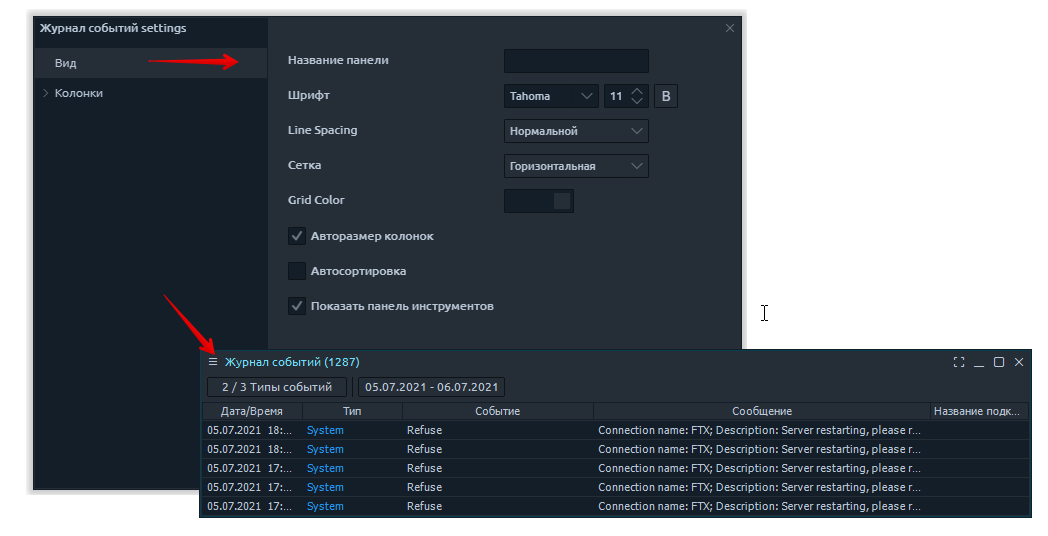 Журнал событий settings
Вид
Колонки
Название панели
Шрифт Tahoma 11 B
Line Spacing Нормальной
Сетка Горизонтальная
Grid Color
Авторазмер колонок
Автосортировка
Показать панель инструментов
Журнал событий (1287)
2 / 3 Типы событий 05.07.2021 - 06.07.2021
Дата/Время Тип Событие Сообщение Название подк...
05.07.2021 18:... System Refuse Connection name: FTX; Description: Server restarting, please r...
05.07.2021 18:... System Refuse Connection name: FTX; Description: Server restarting, please r...
05.07.2021 17:... System Refuse Connection name: FTX; Description: Server restarting, please r...
05.07.2021 17:... System Refuse Connection name: FTX; Description: Server restarting, please r...
05.07.2021 17:... System Refuse Connection name: FTX; Description: Server restarting, please r...